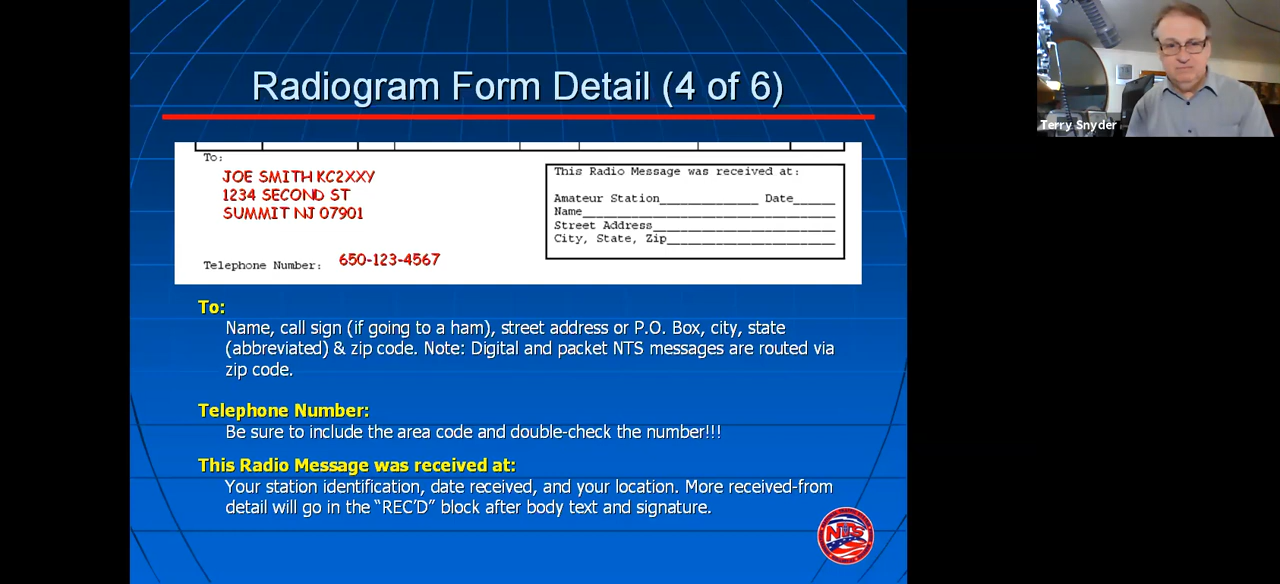 Radiogram Form Detail (4 of 6)
Terry Snyder
To:
JOE SMITH KC2XXY
1234 SECOND ST
SUMMIT NJ 07901
Telephone Number: 650-123-4567
This Radio Message was received at:
Amateur Station______________ Date______
Name____________________________________
Street Address__________________________
City, State, Zip________________________
To:
Name, call sign (if going to a ham), street address or P.O. Box, city, state
(abbreviated) & zip code. Note: Digital and packet NTS messages are routed via
zip code.
Telephone Number:
Be sure to include the area code and double-check the number!!!
This Radio Message was received at:
Your station identification, date received, and your location. More received-from
detail will go in the “REC’D” block after body text and signature.
NTS